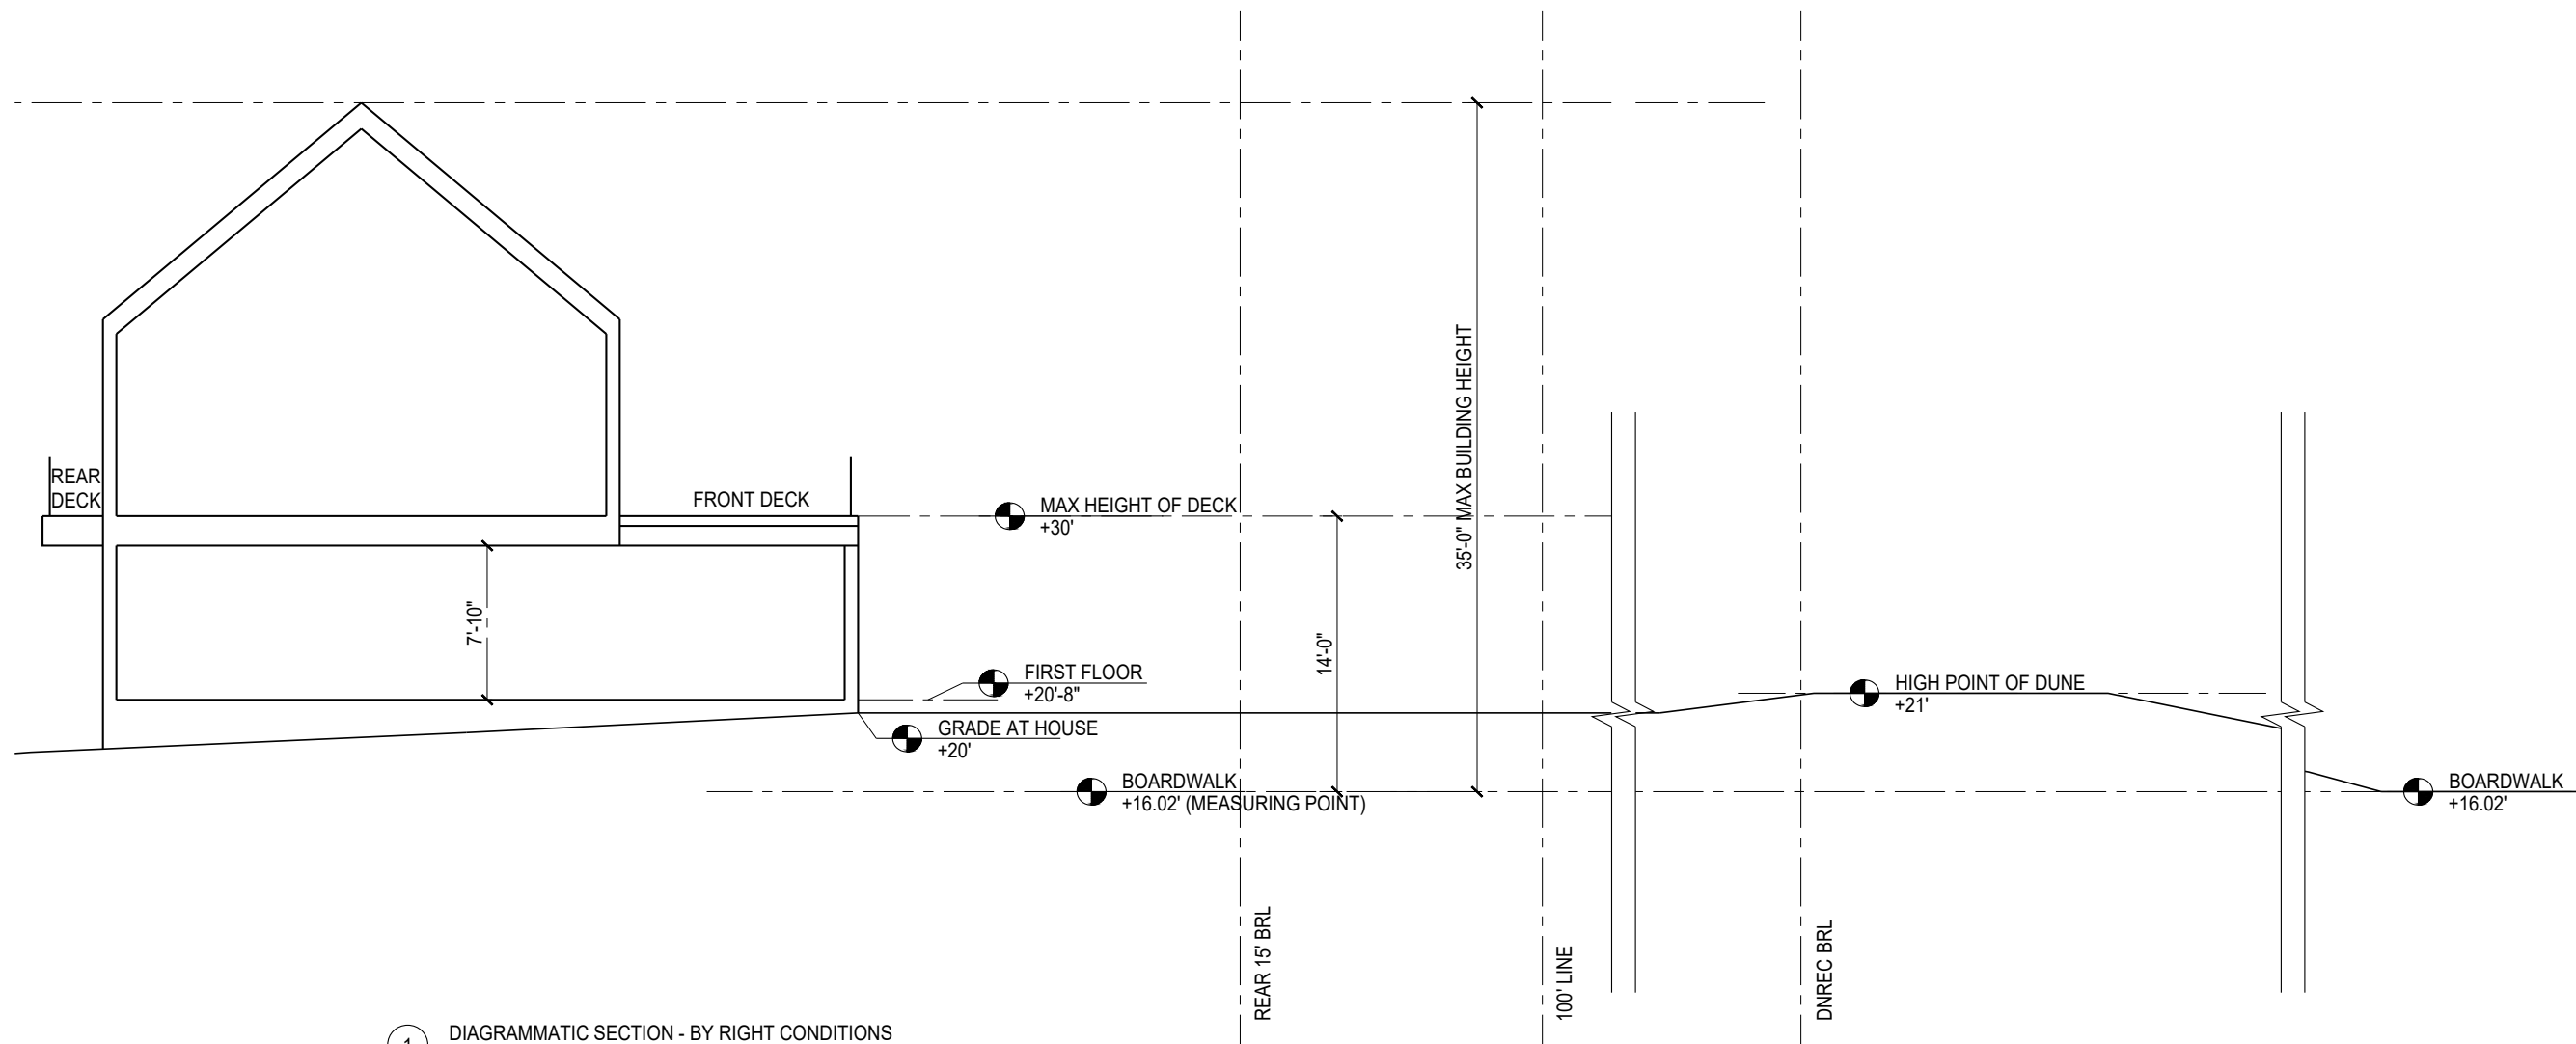 35'-0" MAX BUILDING HEIGHT
REAR
DECK
FRONT DECK
MAX HEIGHT OF DECK
+30'
7'-10"
14'-0"
FIRST FLOOR
+20'-8"
HIGH POINT OF DUNE
+21'
GRADE AT HOUSE
+20'
BOARDWALK
+16.02' (MEASURING POINT)
BOARDWALK
+16.02'
REAR 15' BRL
100' LINE
DNREC BRL
1
DIAGRAMMATIC SECTION - BY RIGHT CONDITIONS